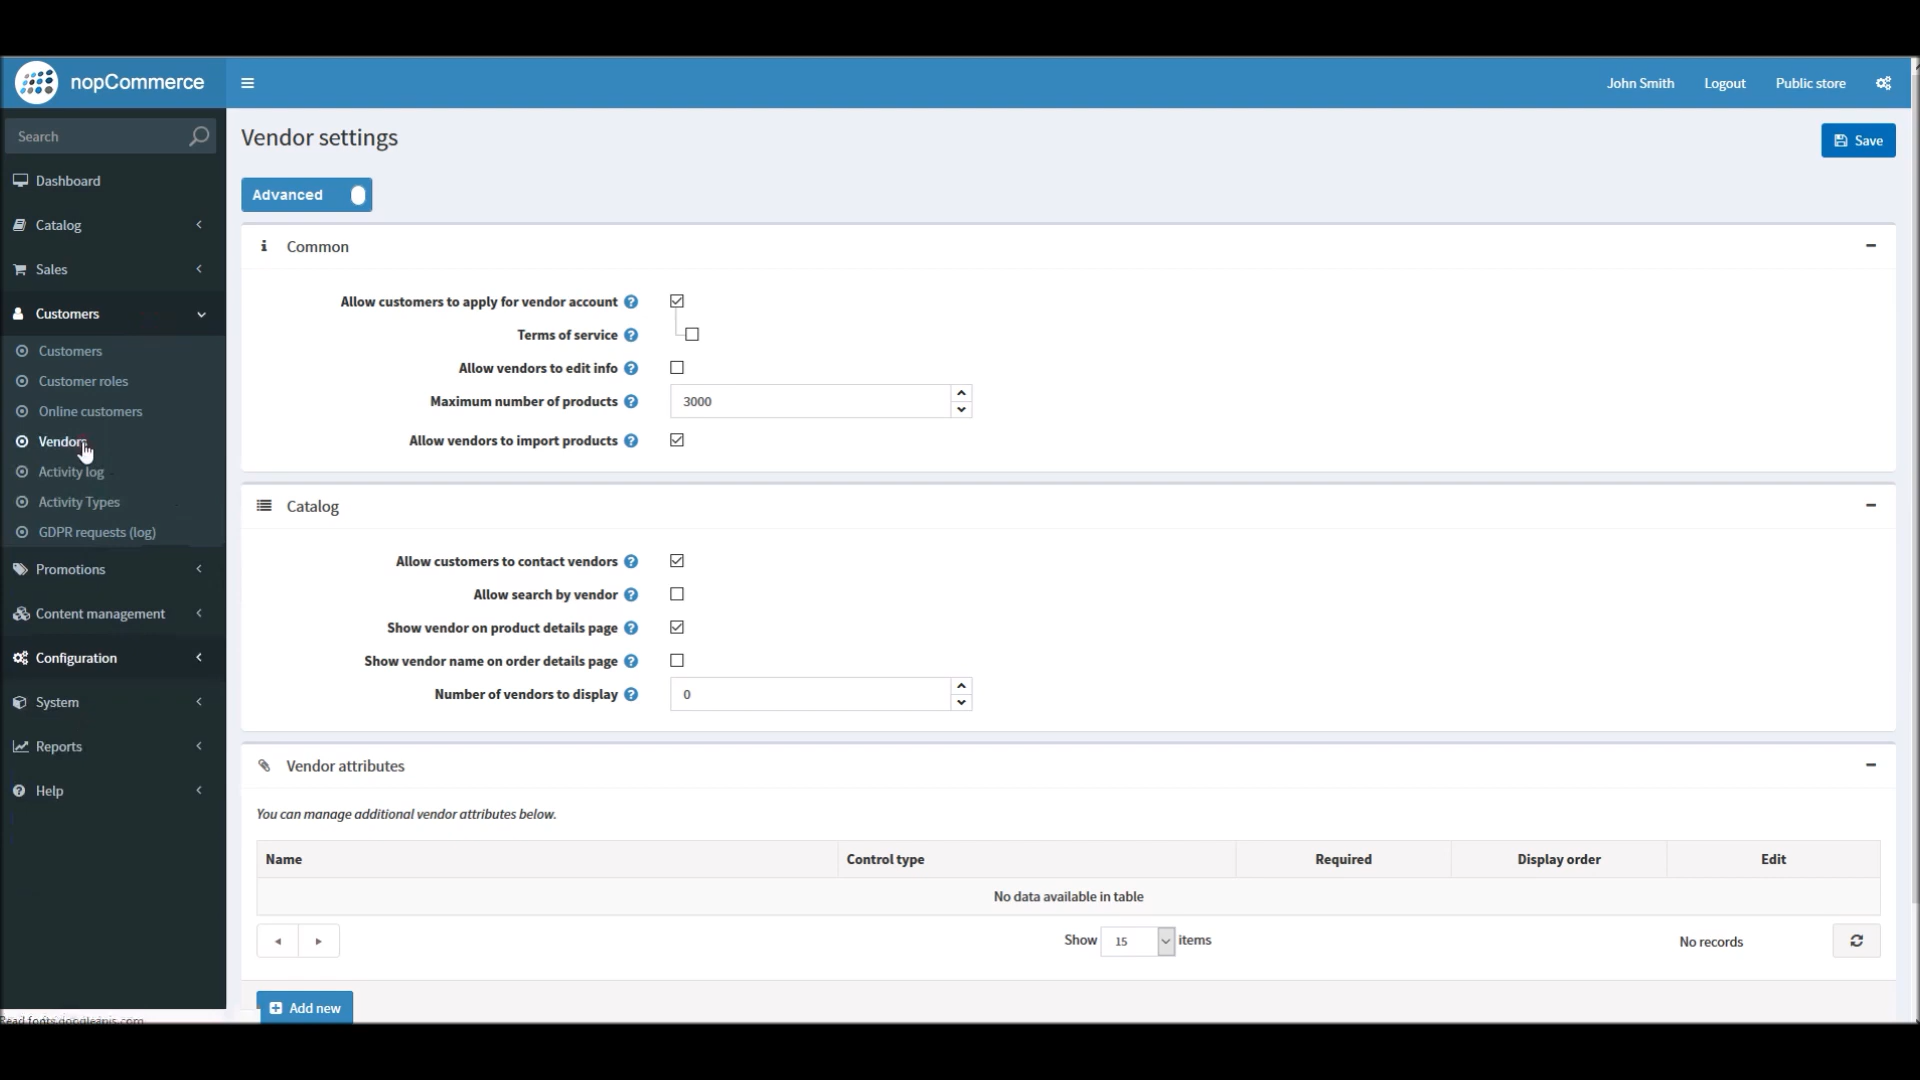 nopCommerce
John Smith
Logout
Public store
Search
Dashboard
Catalog
Sales
Customers
Customers
Customer roles
Online customers
Vendors
Activity log
Activity Types
GDPR requests (log)
Promotions
Content management
Configuration
System
Reports
Help
Vendor settings
Save
Advanced
Common
Allow customers to apply for vendor account
Terms of service
Allow vendors to edit info
Maximum number of products 3000
Allow vendors to import products
Catalog
Allow customers to contact vendors
Allow search by vendor
Show vendor on product details page
Show vendor name on order details page
Number of vendors to display 0
Vendor attributes
You can manage additional vendor attributes below.
Name Control type Required Display order Edit
No data available in table
Show 15 items
No records
Add new
Read fonts.googleapis.com